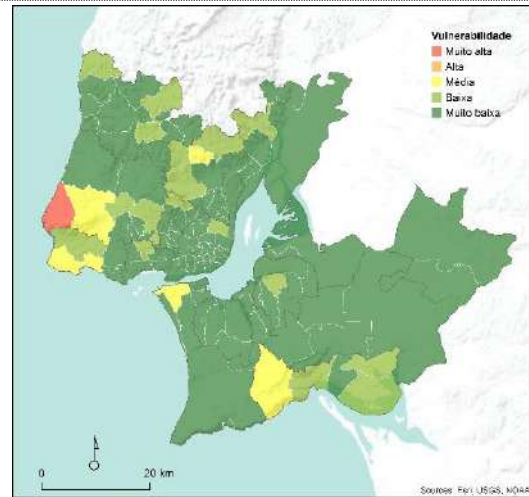 Vulnerabilidade
Muito alta
Alta
Média
Baixa
Muito baixa
0 20 km
Sources: Esri, USGS, NOAA